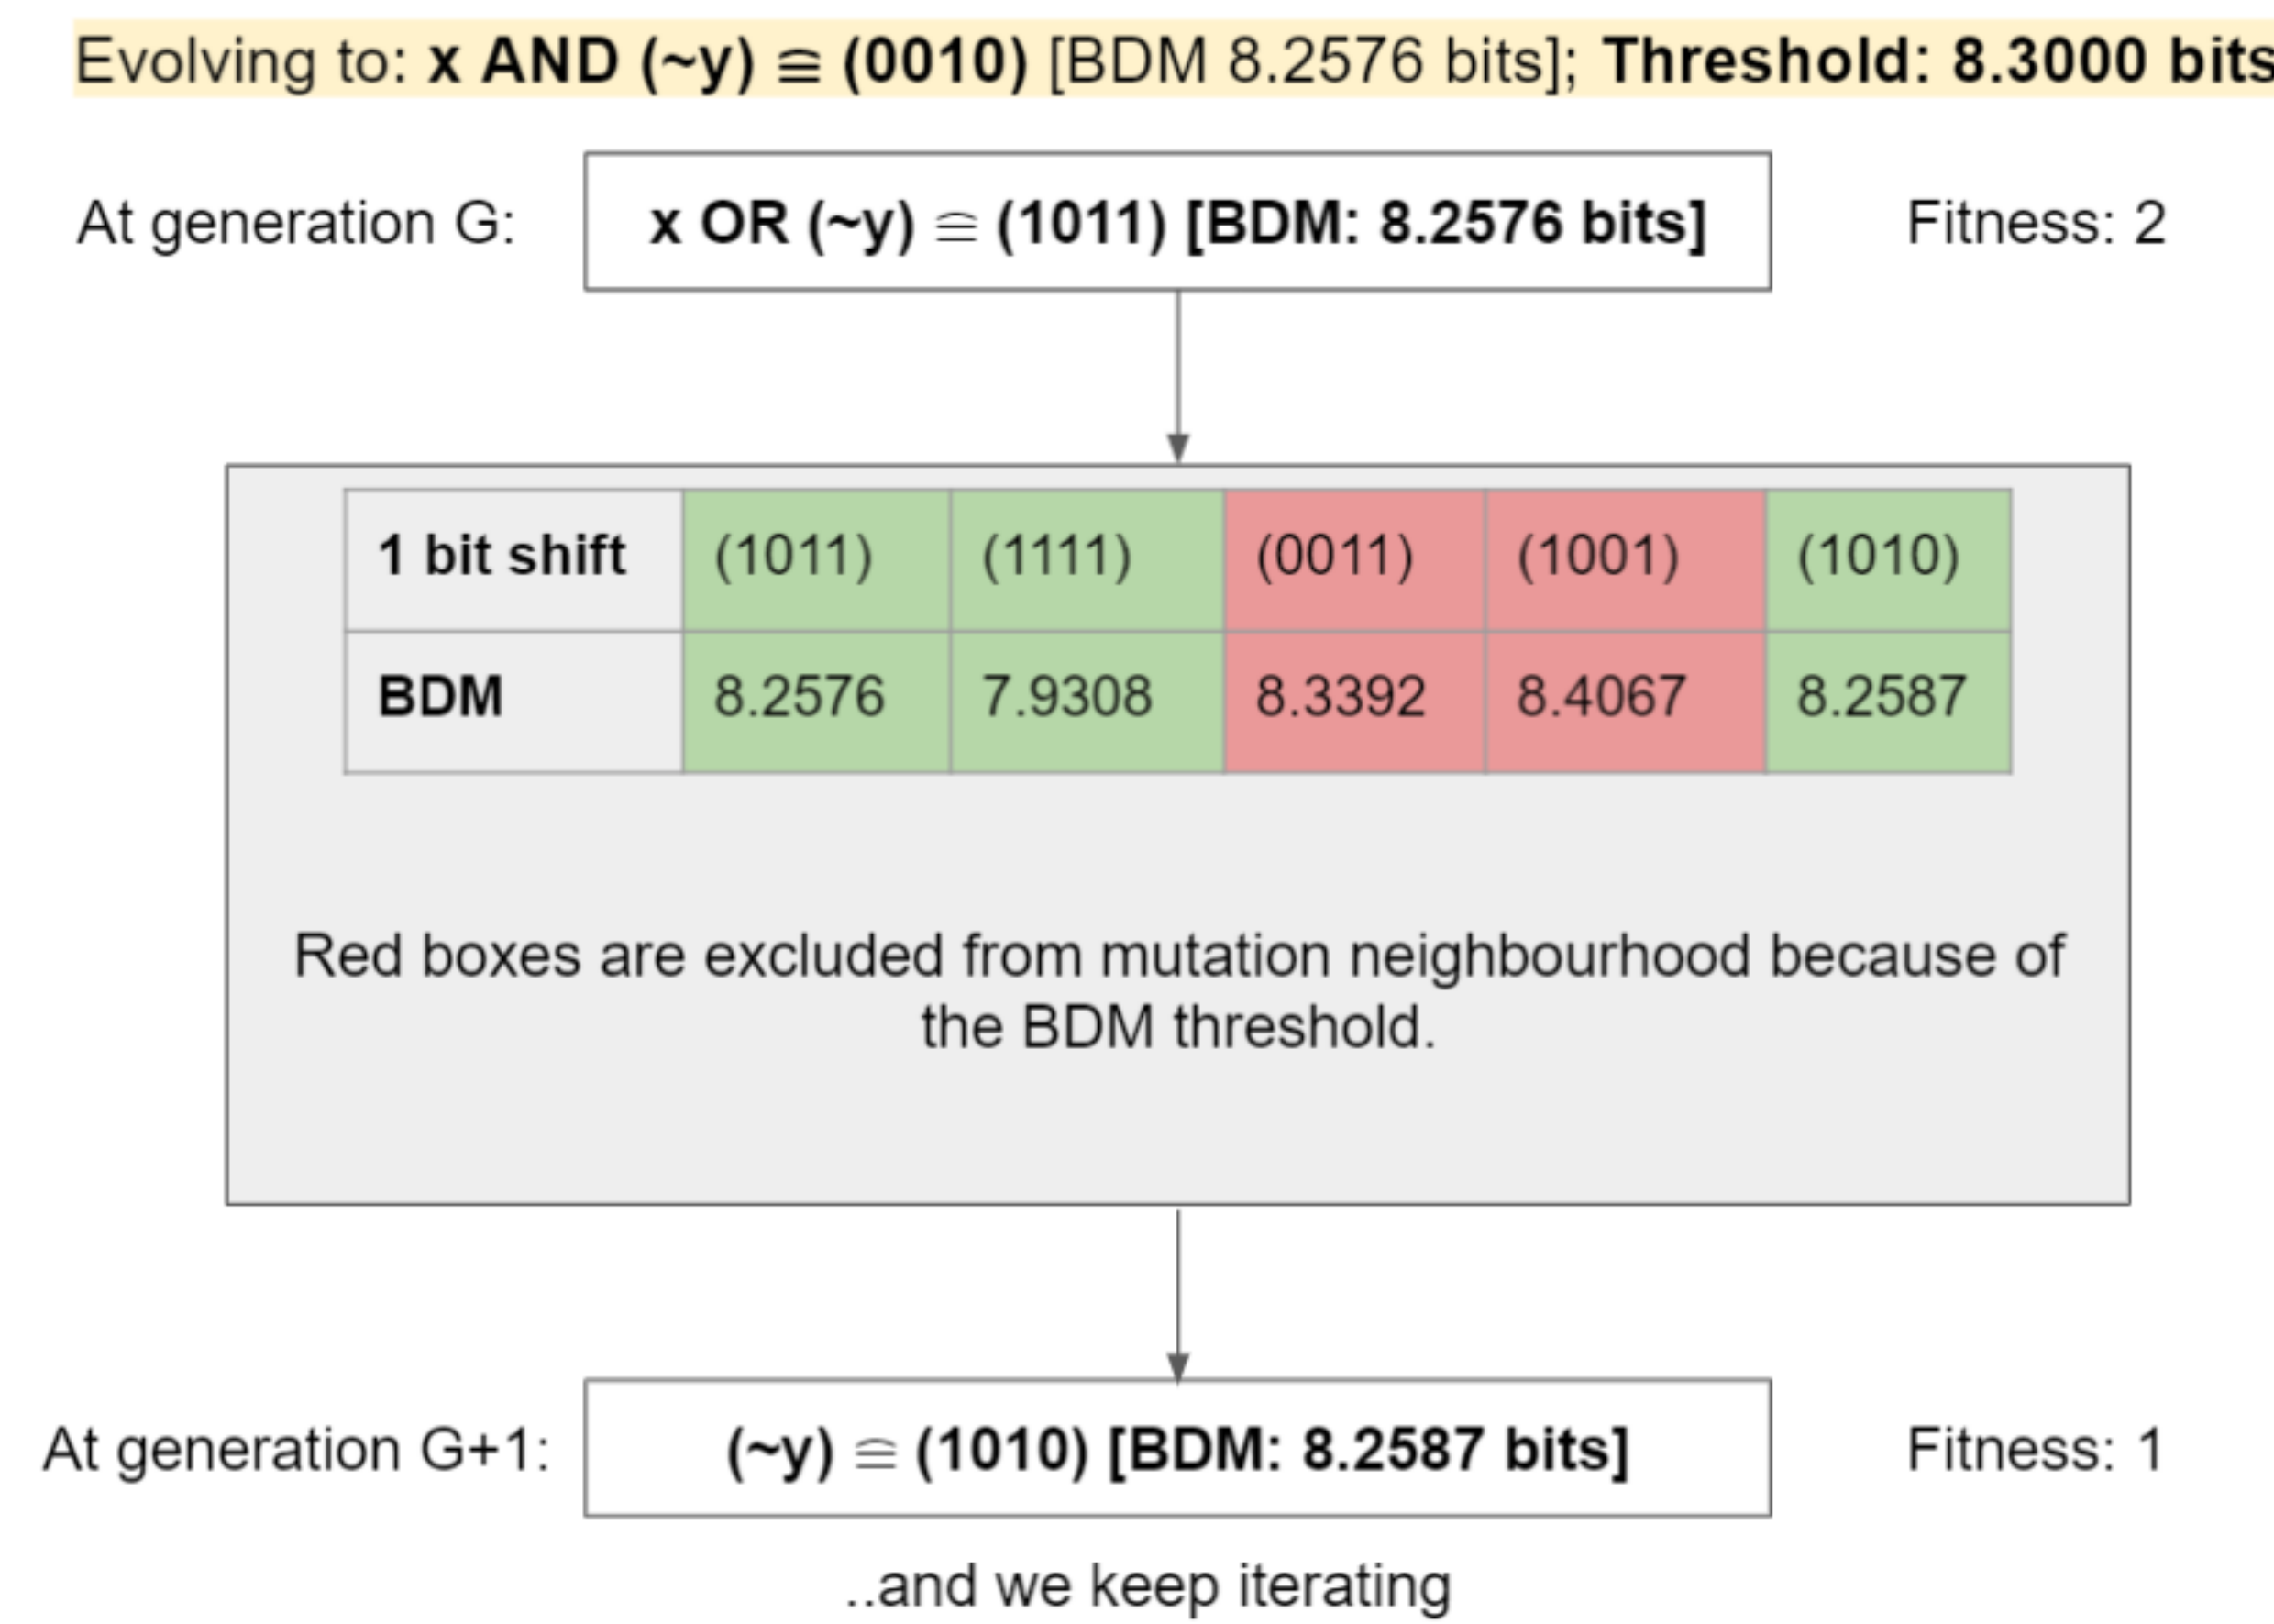 Evolving to: x AND (~y) ≘ (0010) [BDM 8.2576 bits]; Threshold: 8.3000 bits
At generation G:
x OR (~y) ≘ (1011) [BDM: 8.2576 bits]
Fitness: 2
1 bit shift (1011) (1111) (0011) (1001) (1010)
BDM 8.2576 7.9308 8.3392 8.4067 8.2587
Red boxes are excluded from mutation neighbourhood because of
the BDM threshold.
At generation G+1:
(~y) ≘ (1010) [BDM: 8.2587 bits]
Fitness: 1
..and we keep iterating